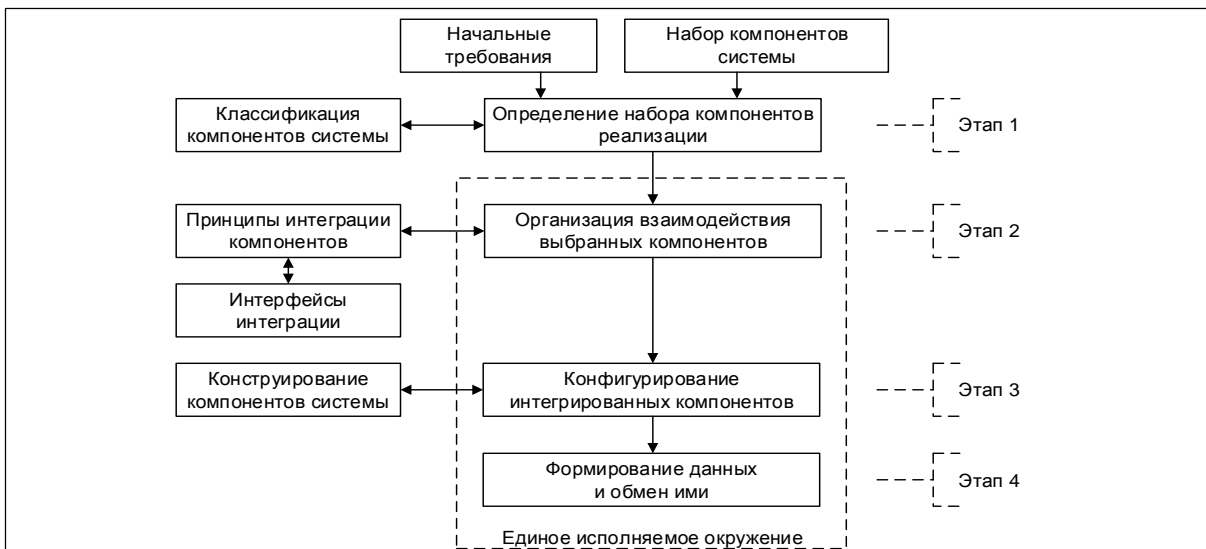 Начальные
требования
Набор компонентов
системы
Классификация
компонентов системы
Определение набора компонентов
реализации
Этап 1
Принципы интеграции
компонентов
Организация взаимодействия
выбранных компонентов
Этап 2
Интерфейсы
интеграции
Конструирование
компонентов системы
Конфигурирование
интегрированных компонентов
Этап 3
Формирование данных
и обмен ими
Этап 4
Единое исполняемое окружение